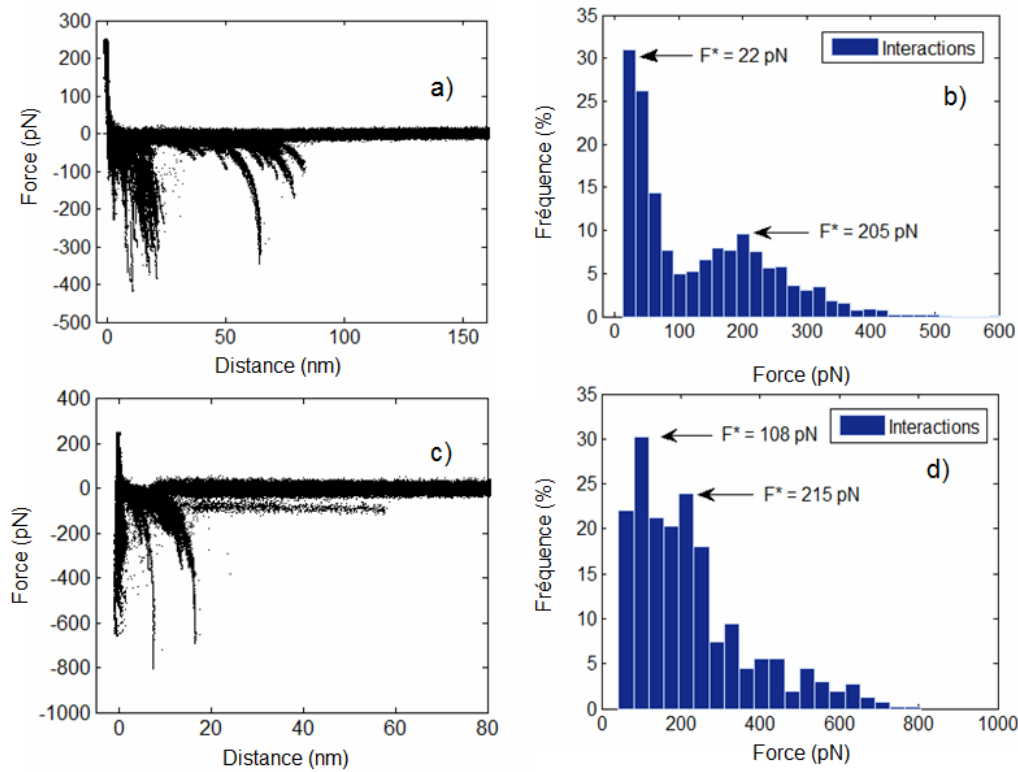 300
200
100
0
-100
-200
-300
-400
-500
Force (pN)
a)
0 50 100 150
Distance (nm)
35
30
25
20
15
10
5
0
Fréquence (%)
Interactions
F* = 22 pN
b)
F* = 205 pN
0 100 200 300 400 500 600
Force (pN)
400
200
0
-200
-400
-600
-800
-1000
Force (pN)
c)
0 20 40 60 80
Distance (nm)
35
30
25
20
15
10
5
0
Fréquence (%)
Interactions
F* = 108 pN
d)
F* = 215 pN
0 200 400 600 800 1000
Force (pN)